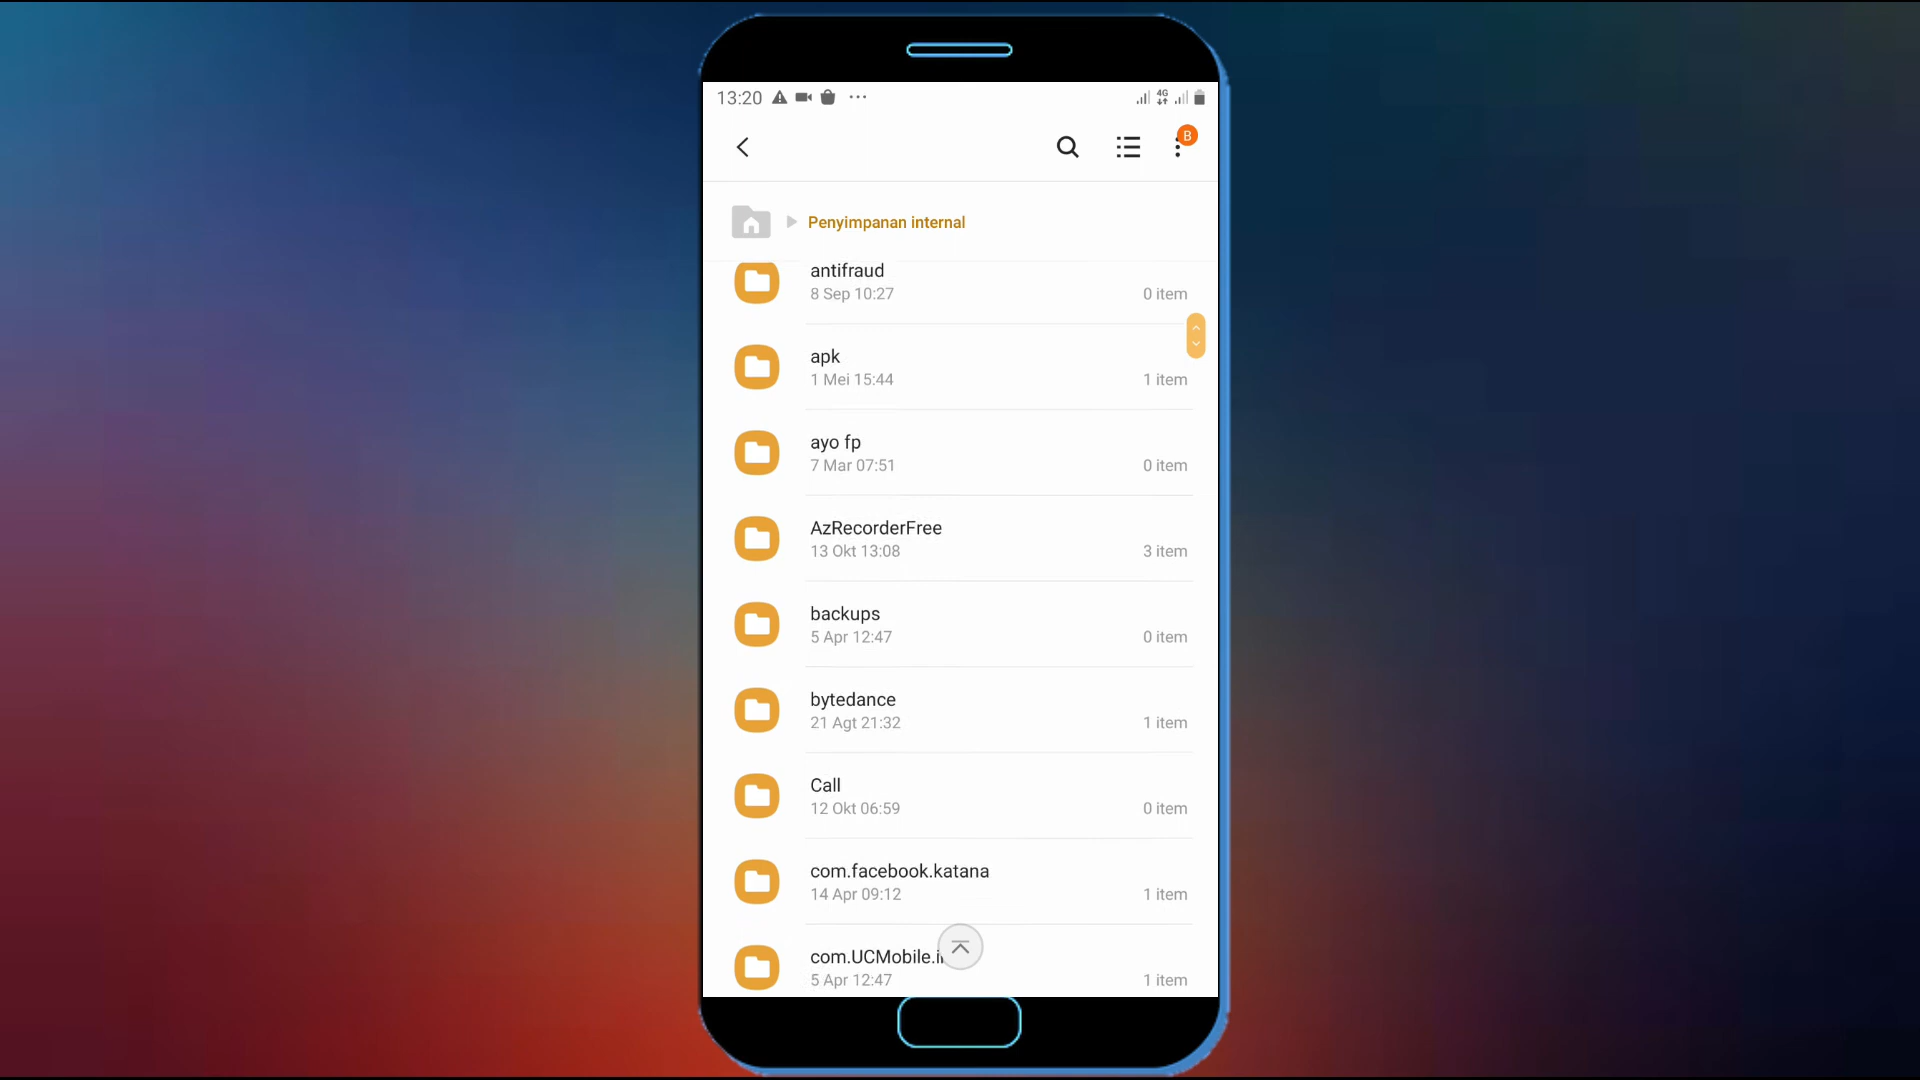 13:20
4G
B
Penyimpanan internal
antifraud
8 Sep 10:27
0 item
apk
1 Mei 15:44
1 item
ayo fp
7 Mar 07:51
0 item
AzRecorderFree
13 Okt 13:08
3 item
backups
5 Apr 12:47
0 item
bytedance
21 Agt 21:32
1 item
Call
12 Okt 06:59
0 item
com.facebook.katana
14 Apr 09:12
1 item
com.UCMobile.i
5 Apr 12:47
1 item